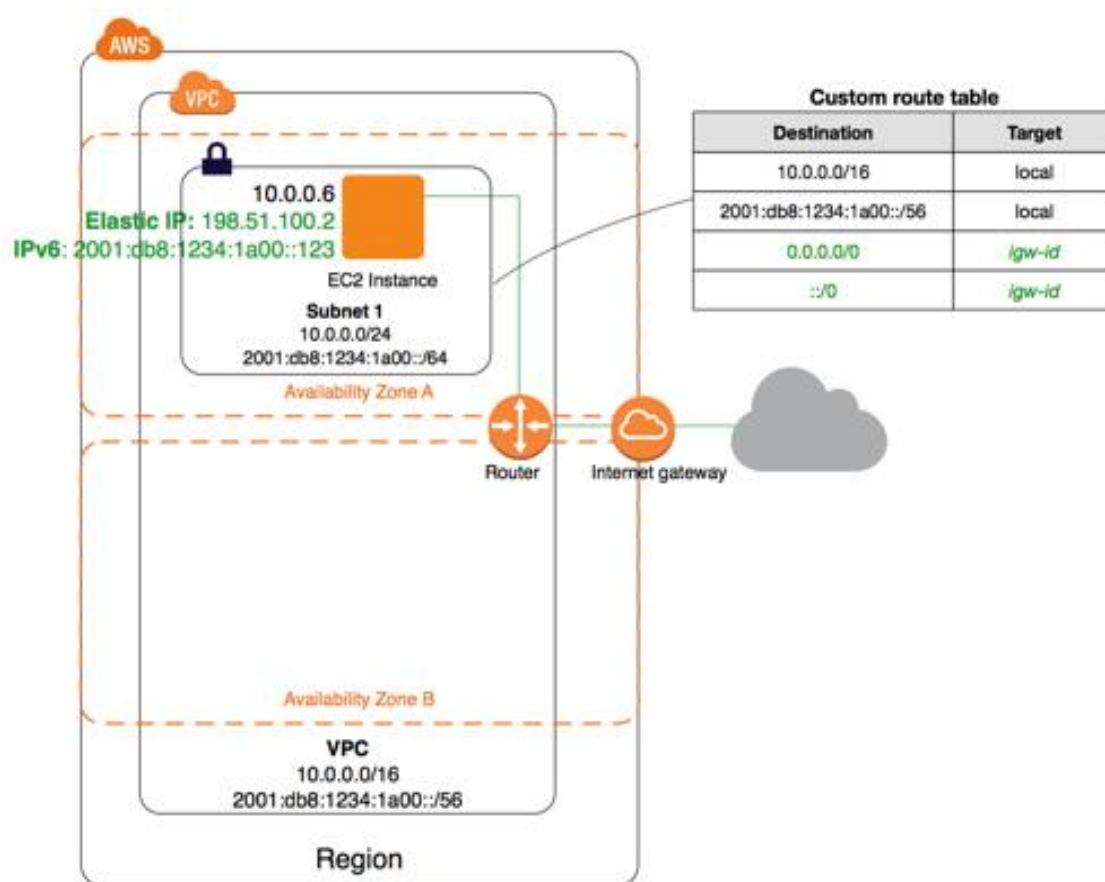 AWS
VPC
Custom route table
Destination Target
10.0.0.0/16 local
2001:db8:1234:1a00::/56 local
0.0.0.0/0 igw-id
::/0 igw-id
10.0.0.6
Elastic IP: 198.51.100.2
IPv6: 2001:db8:1234:1a00::123
EC2 Instance
Subnet 1
10.0.0.0/24
2001:db8:1234:1a00::/64
Availability Zone A
Router
Internet gateway
Availability Zone B
VPC
10.0.0.0/16
2001:db8:1234:1a00::/56
Region